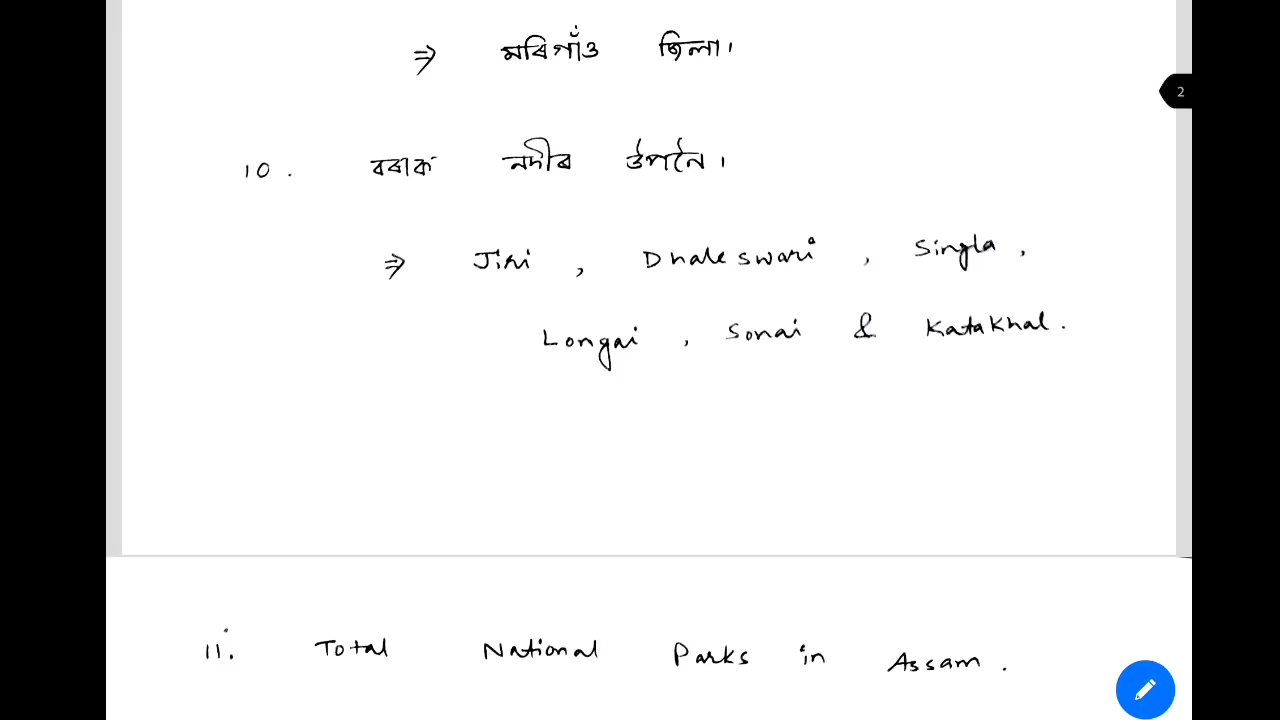 ⇒ মৰিগাঁও জিলা।
2
10. বৰাক নদীৰ উপনৈ।
⇒ Jiri, Dhaleswari, Singla,
Longai, Sonai & Katakhal.
11. Total National Parks in Assam.